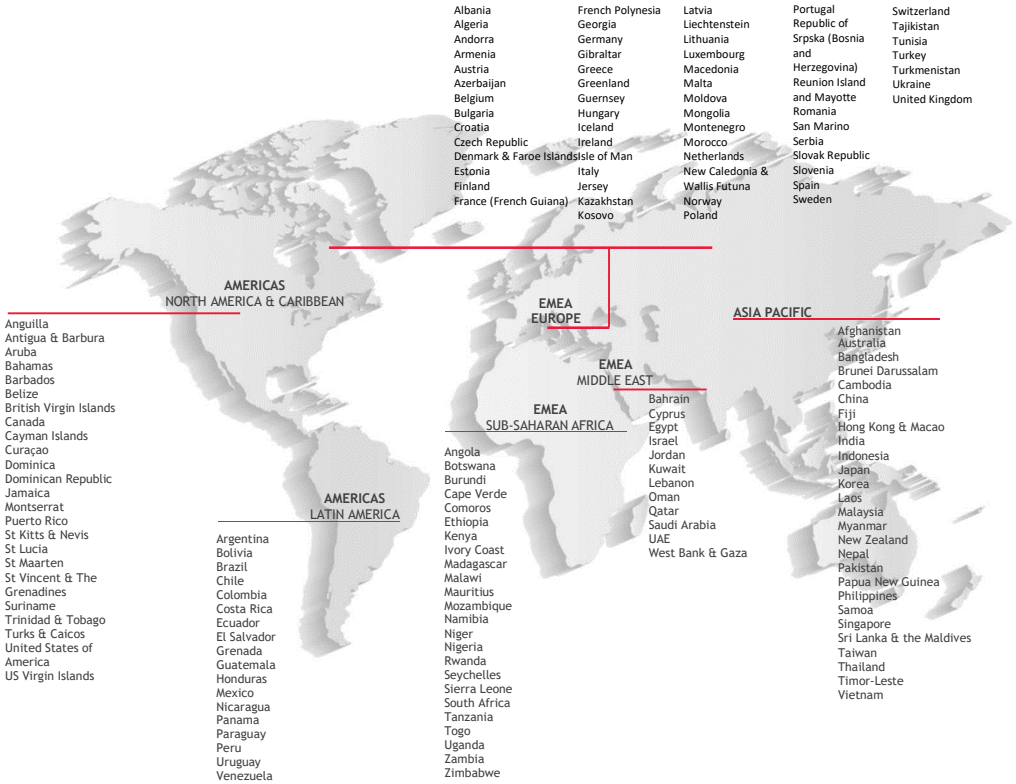 Albania
Algeria
Andorra
Armenia
Austria
Azerbaijan
Belgium
Bulgaria
Croatia
Czech Republic
Denmark & Faroe Islands
Estonia
Finland
France (French Guiana)
French Polynesia
Georgia
Germany
Gibraltar
Greece
Greenland
Guernsey
Hungary
Iceland
Ireland
Isle of Man
Italy
Jersey
Kazakhstan
Kosovo
Latvia
Liechtenstein
Lithuania
Luxembourg
Macedonia
Malta
Moldova
Mongolia
Montenegro
Morocco
Netherlands
New Caledonia &
Wallis Futuna
Norway
Poland
Portugal
Republic of
Srpska (Bosnia
and
Herzegovina)
Reunion Island
and Mayotte
Romania
San Marino
Serbia
Slovak Republic
Slovenia
Spain
Sweden
Switzerland
Tajikistan
Tunisia
Turkey
Turkmenistan
Ukraine
United Kingdom
AMERICAS
NORTH AMERICA & CARIBBEAN
Anguilla
Antigua & Barbura
Aruba
Bahamas
Barbados
Belize
British Virgin Islands
Canada
Cayman Islands
Curaçao
Dominica
Dominican Republic
Jamaica
Montserrat
Puerto Rico
St Kitts & Nevis
St Lucia
St Maarten
St Vincent & The
Grenadines
Suriname
Trinidad & Tobago
Turks & Caicos
United States of
America
US Virgin Islands
AMERICAS
LATIN AMERICA
Argentina
Bolivia
Brazil
Chile
Colombia
Costa Rica
Ecuador
El Salvador
Grenada
Guatemala
Honduras
Mexico
Nicaragua
Panama
Paraguay
Peru
Uruguay
Venezuela
EMEA
EUROPE
EMEA
SUB-SAHARAN AFRICA
Angola
Botswana
Burundi
Cape Verde
Comoros
Ethiopia
Kenya
Ivory Coast
Madagascar
Malawi
Mauritius
Mozambique
Namibia
Niger
Nigeria
Rwanda
Seychelles
Sierra Leone
South Africa
Tanzania
Togo
Uganda
Zambia
Zimbabwe
EMEA
MIDDLE EAST
Bahrain
Cyprus
Egypt
Israel
Jordan
Kuwait
Lebanon
Oman
Qatar
Saudi Arabia
UAE
West Bank & Gaza
ASIA PACIFIC
Afghanistan
Australia
Bangladesh
Brunei Darussalam
Cambodia
China
Fiji
Hong Kong & Macao
India
Indonesia
Japan
Korea
Laos
Malaysia
Myanmar
New Zealand
Nepal
Pakistan
Papua New Guinea
Philippines
Samoa
Singapore
Sri Lanka & the Maldives
Taiwan
Thailand
Timor-Leste
Vietnam